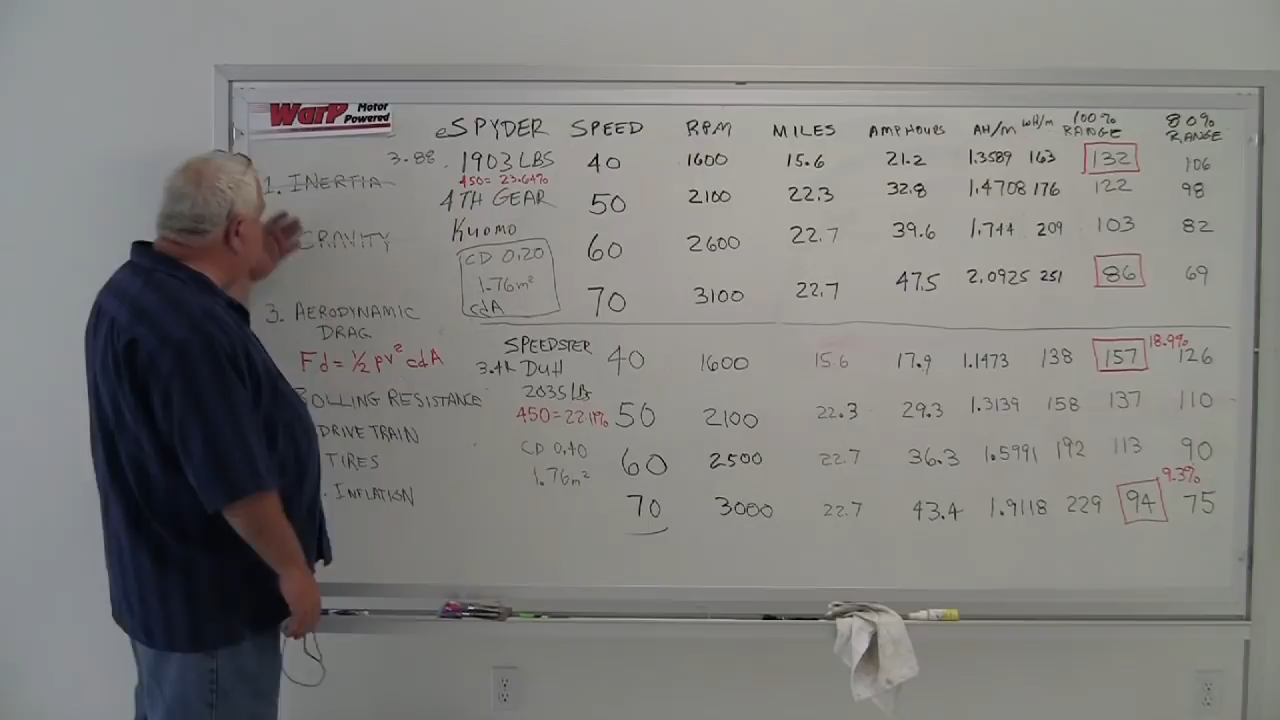 WarP Motor Powered
eSPYDER SPEED RPM MILES AMPHOURS AH/M WH/M 100% RANGE 80% RANGE
3.88 . 1903 LBS 40 1600 15.6 21.2 1.3589 163 132 106
1. INERTIA
450 = 23.64%
4TH GEAR 50 2100 22.3 32.8 1.4708 176 122 98
Kuomo
GRAVITY
60 2600 22.7 39.6 1.744 209 103 82
CD 0.20
1.76m²
CdA
70 3100 22.7 47.5 2.0925 251 86 69
3. AERODYNAMIC
DRAG
Fd = ½ pv² cdA
SPEEDSTER 40 1600 15.6 17.9 1.1473 138 157 18.9% 126
2035 LB
450 = 22.11% 50 2100 22.3 29.3 1.3139 158 137 110
ROLLING RESISTANCE
DRIVE TRAIN
CD 0.40
1.76m²
60 2500 22.7 36.3 1.5991 192 113 90
TIRES
INFLATION
70 3000 22.7 43.4 1.9118 229 94 9.3% 75